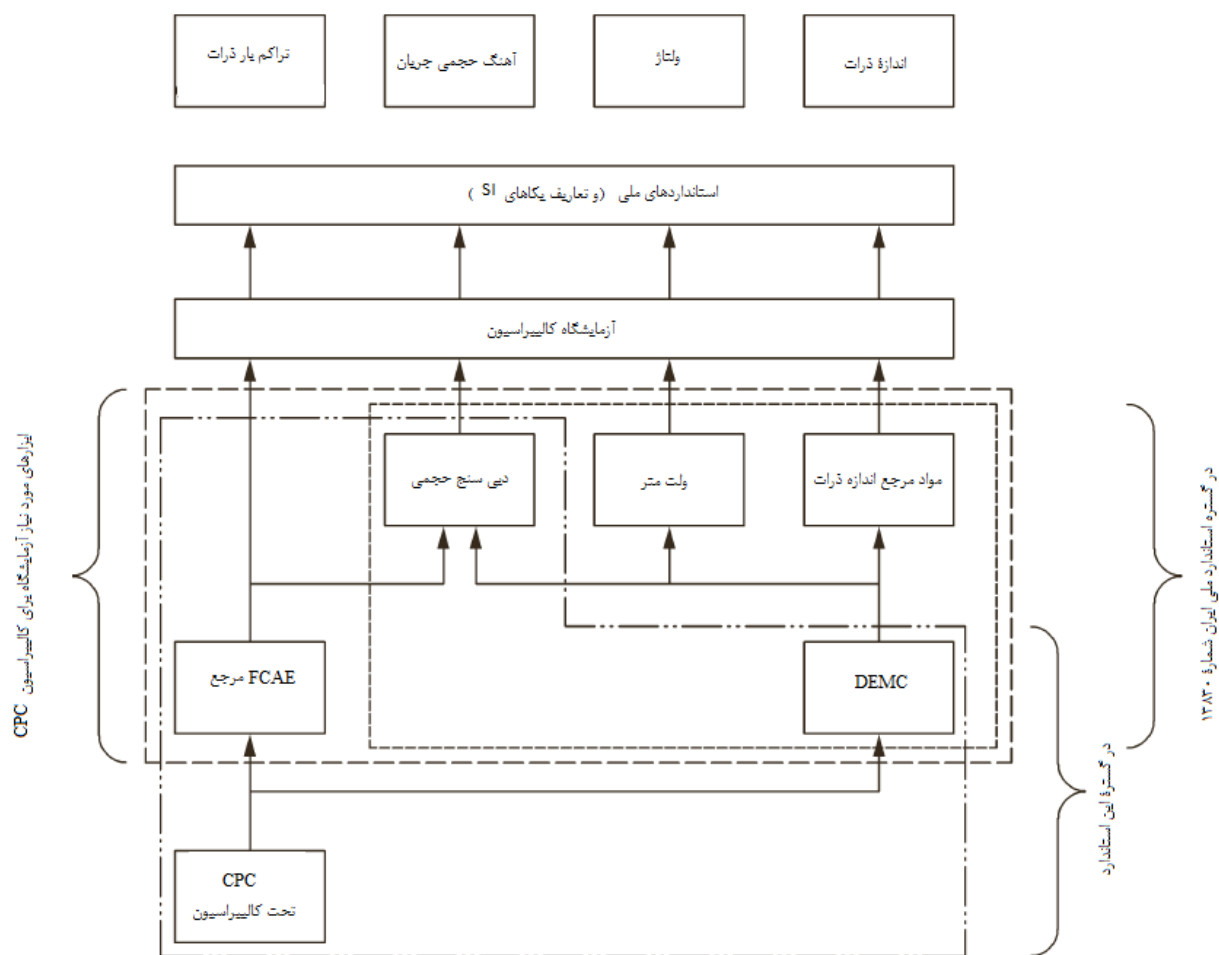 اندازهٔ ذرات
ولتاژ
آهنگ حجمی جریان
تراکم بار ذرات
استانداردهای ملی (و تعاریف یکاهای SI )
آزمایشگاه کالیبراسیون
مواد مرجع اندازه ذرات
ولت متر
دبی سنج حجمی
DEMC
FCAE مرجع
CPC
تحت کالیبراسیون
در گستره استاندارد ملی ایران شمارهٔ ۱۳۸۳۰
در گسترهٔ این استاندارد
ابزارهای مورد نیاز آزمایشگاه برای کالیبراسیون CPC